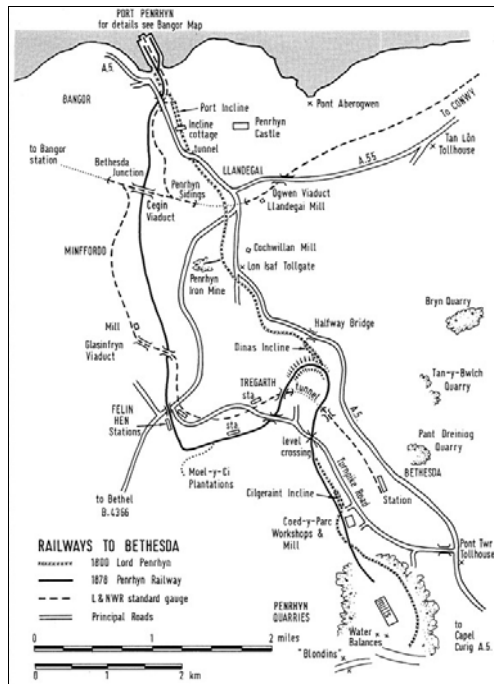 PORT PENRHYN
for details see Bangor Map
A.5.
BANGOR
Port Incline
Pont Aberogwen
Incline
cottage
Penrhyn
Castle
tunnel
to CONWY
to Bangor
station
Bethesda
Junction
LLANDEGAI
A.55
Tan Lôn
Tollhouse
Penrhyn
Sidings
Ogwen Viaduct
Llandegai Mill
Cegin
Viaduct
MINFFORDD
Cochwillan Mill
Lon Isaf Tollgate
Penrhyn
Iron Mine
Bryn Quarry
Mill
Halfway Bridge
Glasinfryn
Viaduct
Dinas Incline
Tan-y-Bwlch
Quarry
TREGARTH
sta
tunnel
A.5
FELIN
HEN
Stations
sta
Pant Dreiniog
Quarry
level
crossing
BETHESDA
Moel-y-Ci
Plantations
Turnpike Road
Station
to Bethel
B.4366
Cilgeraint Incline
Coed-y-Parc
Workshops
& Mill
Pont Twr
Tollhouse
RAILWAYS TO BETHESDA
1800 Lord Penrhyn
1878 Penrhyn Railway
L & NWR standard gauge
Principal Roads
PENRHYN
QUARRIES
Water
Balances
to
Capel
Curig A.5.
"Blondins"
0 1 2
miles
0 1 2
km